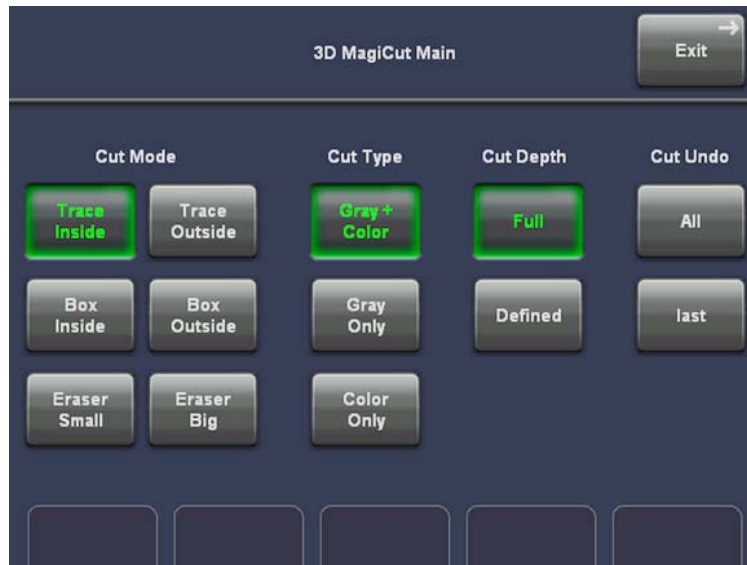 3D MagiCut Main
Exit
Cut Mode
Cut Type
Cut Depth
Cut Undo
Trace
Inside
Trace
Outside
Gray +
Color
Full
All
Box
Inside
Box
Outside
Gray
Only
Defined
last
Eraser
Small
Eraser
Big
Color
Only